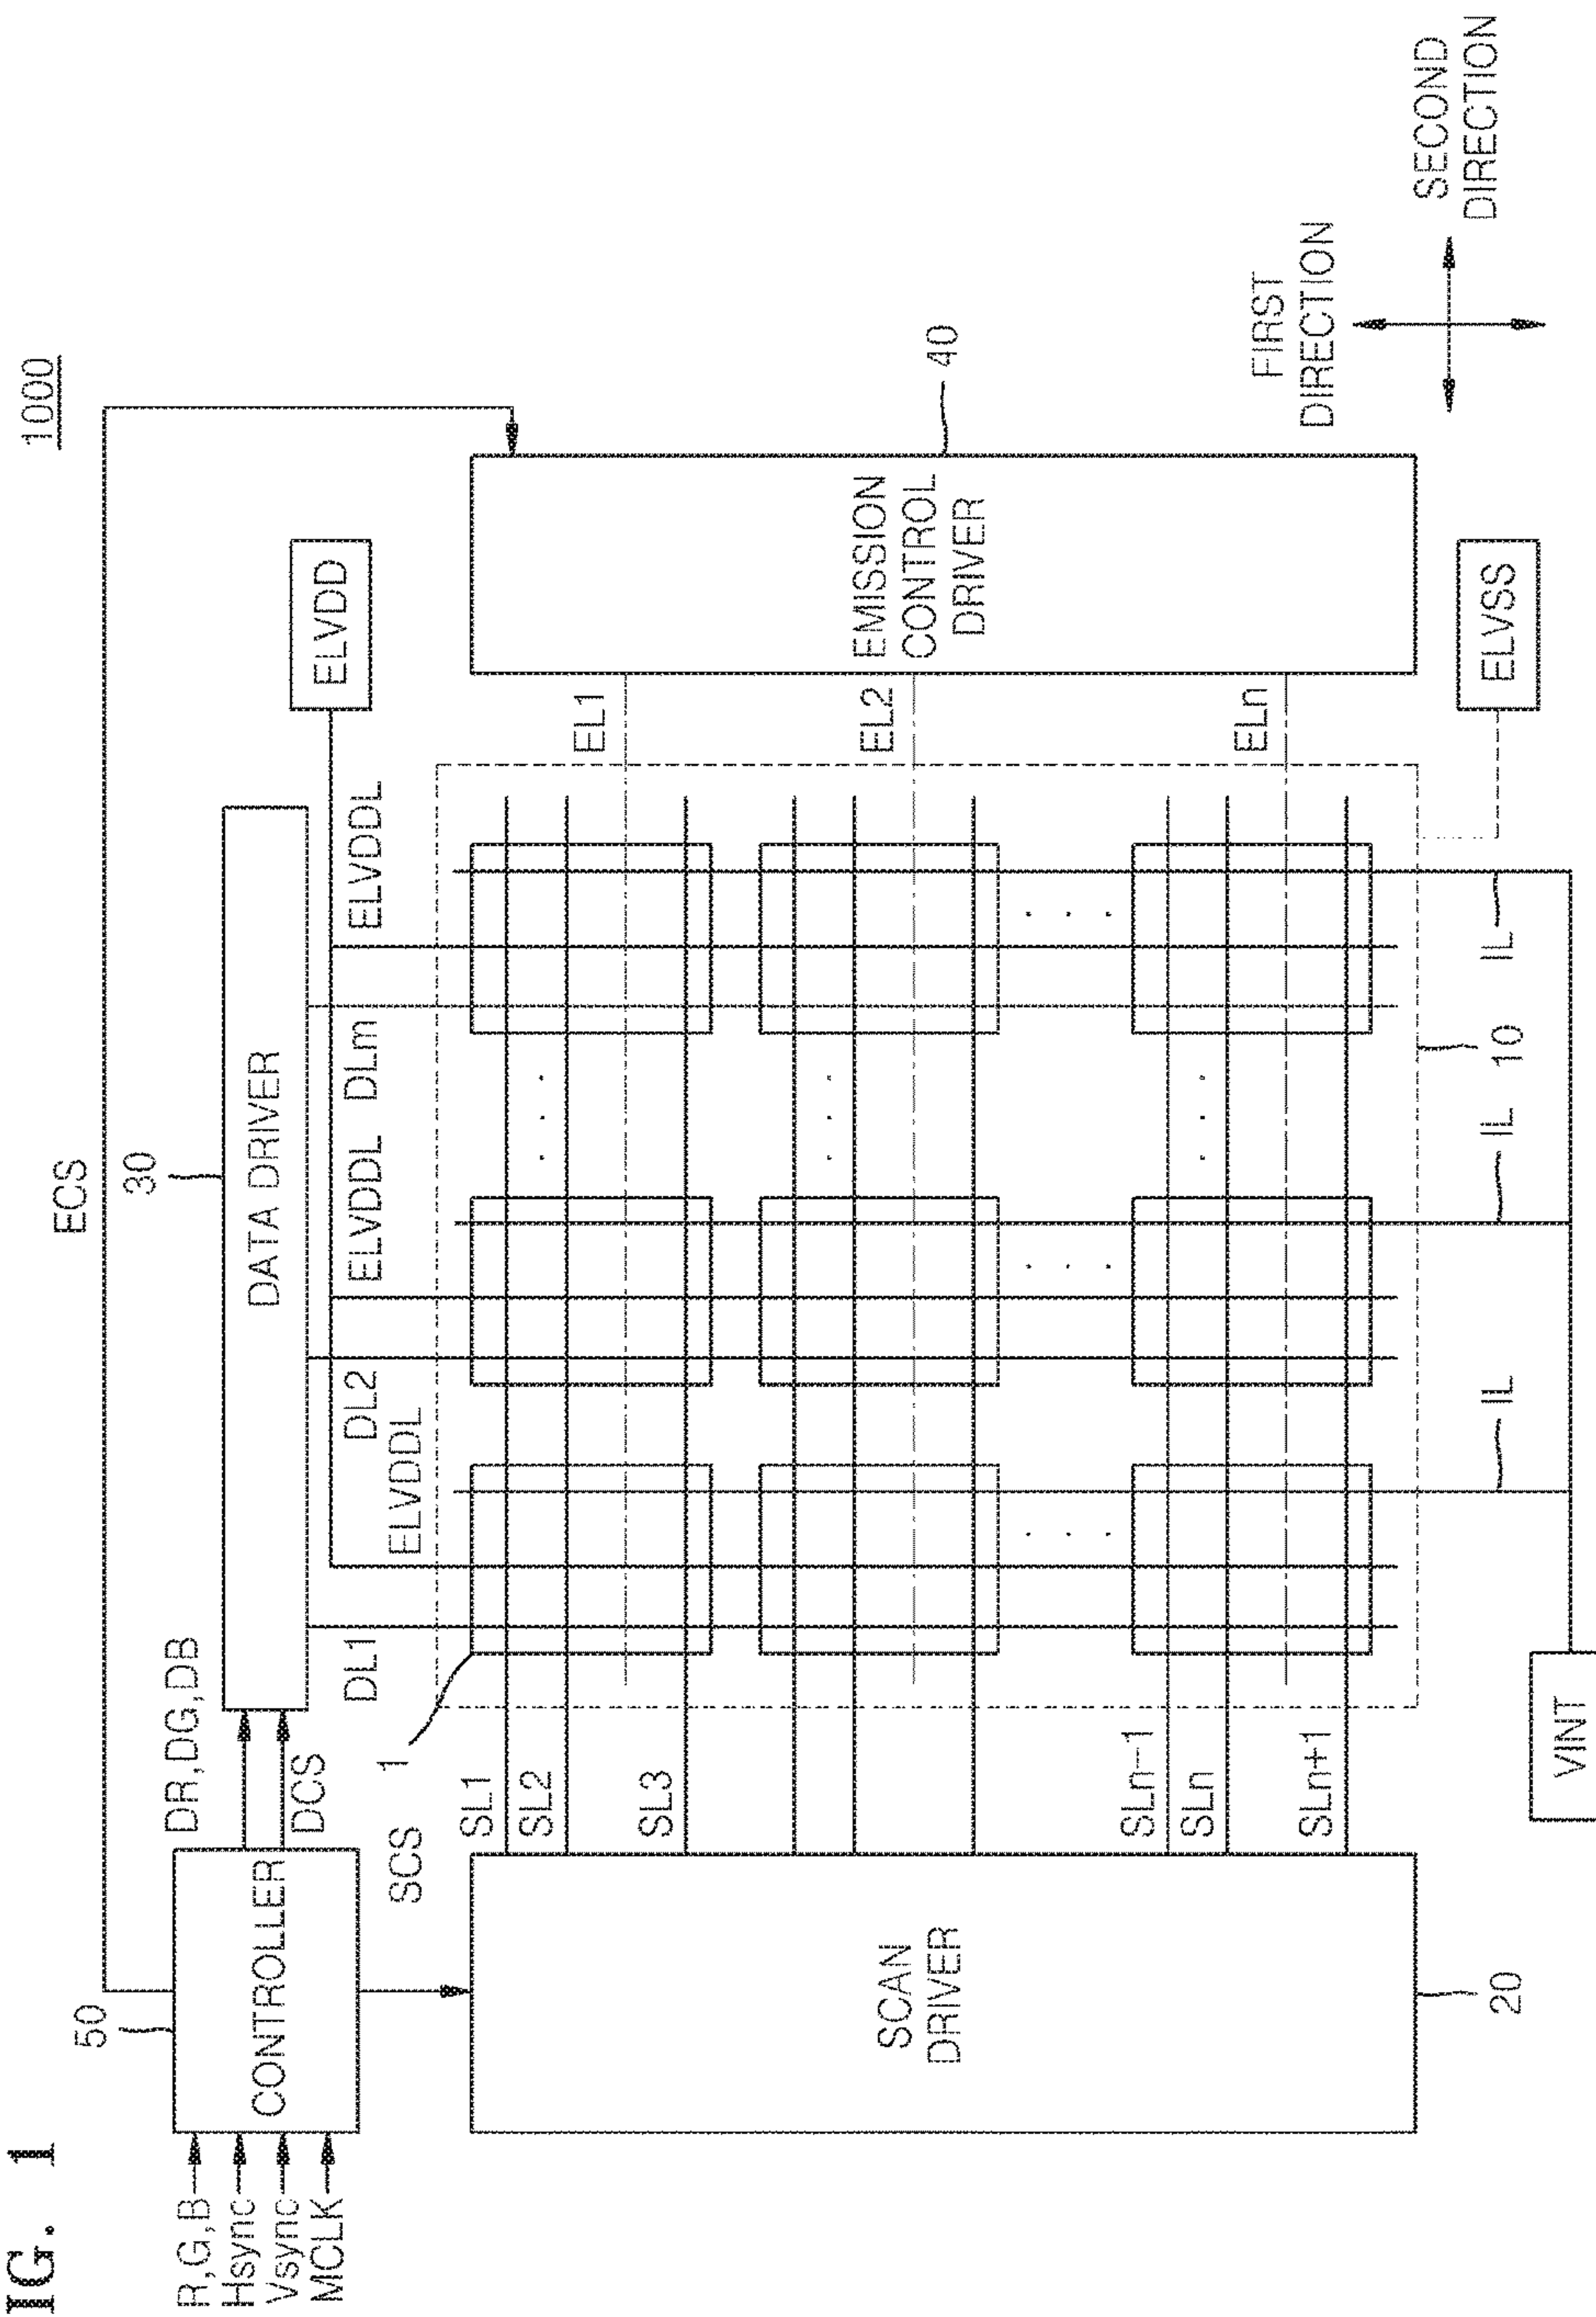 IG. 1
1000
ECS
50
30
R,G,B
Hsync
Vsync
MCLK
CONTROLLER
DR,DG,DB
DCS
DATA DRIVER
ELVDD
SCS
1
DL1
ELVDDL
DL2
ELVDDL
DLm
ELVDDL
SL1
SL2
SL3
SLn-1
SLn
SLn+1
EL1
EL2
ELn
SCAN
DRIVER
EMISSION
CONTROL
DRIVER
40
20
IL
IL
10
IL
ELVSS
VINT
FIRST
DIRECTION
SECOND
DIRECTION